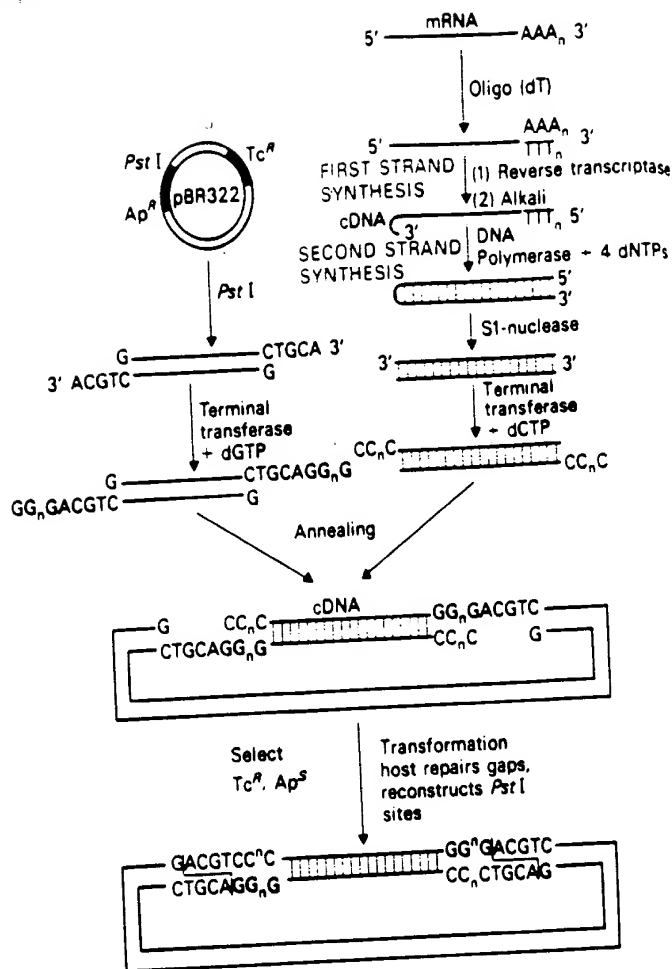 mRNA
5' AAAₙ 3'
Oligo (dT)
Pst I TcR
ApR pBR322
AAAₙ
5' TTTₙ 3'
FIRST STRAND SYNTHESIS
(1) Reverse transcriptase
(2) Alkali
cDNA 3' TTTₙ 5'
SECOND STRAND SYNTHESIS
DNA
Polymerase + 4 dNTPs
5'
3'
Pst I
S1-nuclease
G CTGCA 3'
3' ACGTC G
3' 3'
Terminal
transferase
+ dGTP
Terminal
transferase
+ dCTP
G CTGCAGGₙG
GGₙGACGTC G
CCₙC
CCₙC
Annealing
cDNA
G CCₙC GGₙGACGTC
CTGCAGGₙG CCₙC G
Select
TcR, ApS
Transformation
host repairs gaps,
reconstructs Pst I
sites
GACGTCCⁿC GGⁿGACGTC
CTGCAGGₙG CCₙCTGCAG